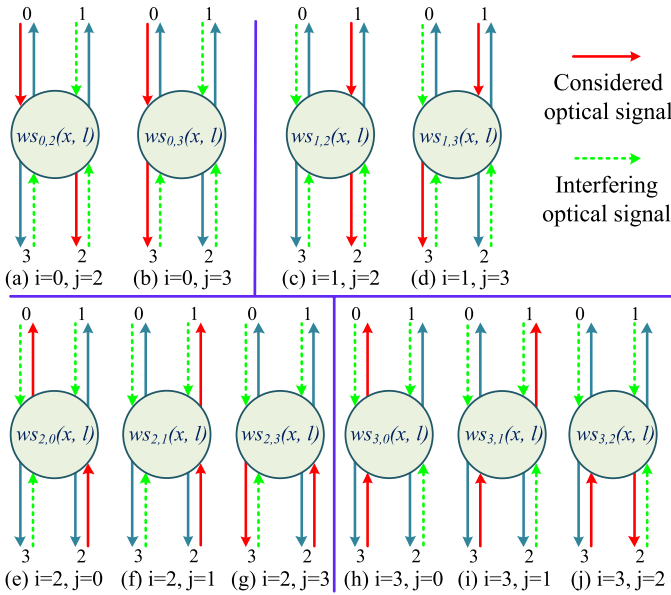 0 1 0 1 0 1 0 1
Considered
optical signal
ws0,2(x, l) ws0,3(x, l) ws1,2(x, l) ws1,3(x, l)
Interfering
optical signal
3 2 3 2 3 2 3 2
(a) i=0, j=2 (b) i=0, j=3 (c) i=1, j=2 (d) i=1, j=3
0 1 0 1 0 1 0 1 0 1 0 1
ws2,0(x, l) ws2,1(x, l) ws2,3(x, l) ws3,0(x, l) ws3,1(x, l) ws3,2(x, l)
3 2 3 2 3 2 3 2 3 2 3 2
(e) i=2, j=0 (f) i=2, j=1 (g) i=2, j=3 (h) i=3, j=0 (i) i=3, j=1 (j) i=3, j=2